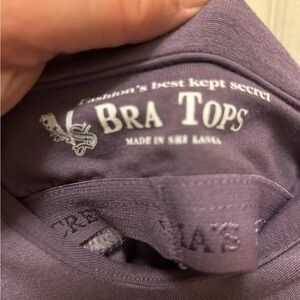 Fashion's best kept secret
BRA TOPS
MADE IN SRI LANKA